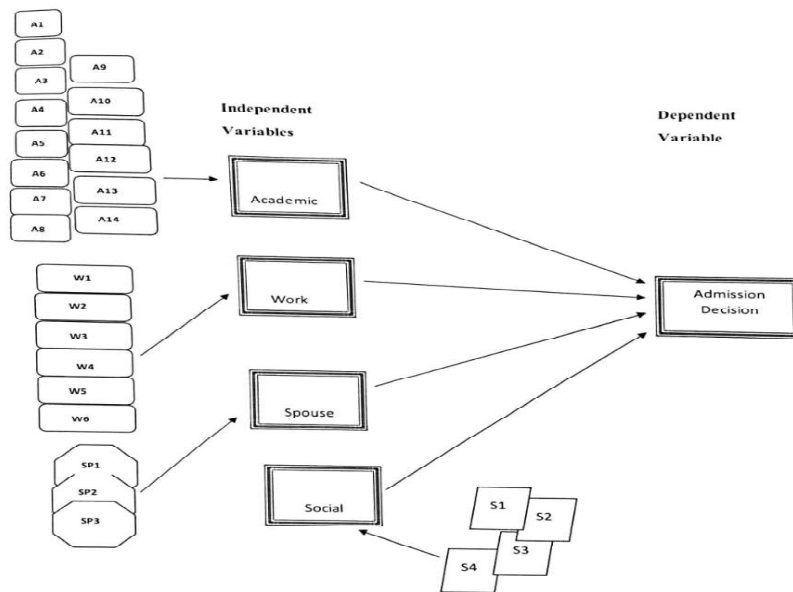 A1
A2
A3
A4
A5
A6
A7
A8
A9
A10
A11
A12
A13
A14
Independent
Variables
Academic
Work
Spouse
Social
Dependent
Variable
Admission
Decision
W1
W2
W3
W4
W5
W6
SP1
SP2
SP3
S1
S2
S3
S4